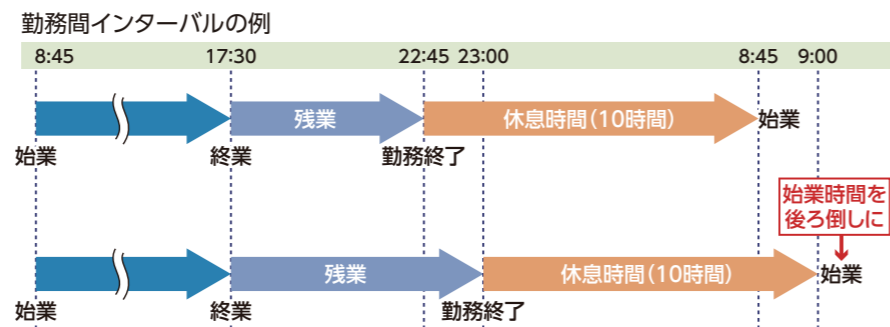 勤務間インターバルの例
8:45 17:30 22:45 23:00 8:45 9:00
残業 休息時間（10時間） 始業
始業 終業 勤務終了
始業時間を
後ろ倒しに
残業 休息時間（10時間） 始業
始業 終業 勤務終了